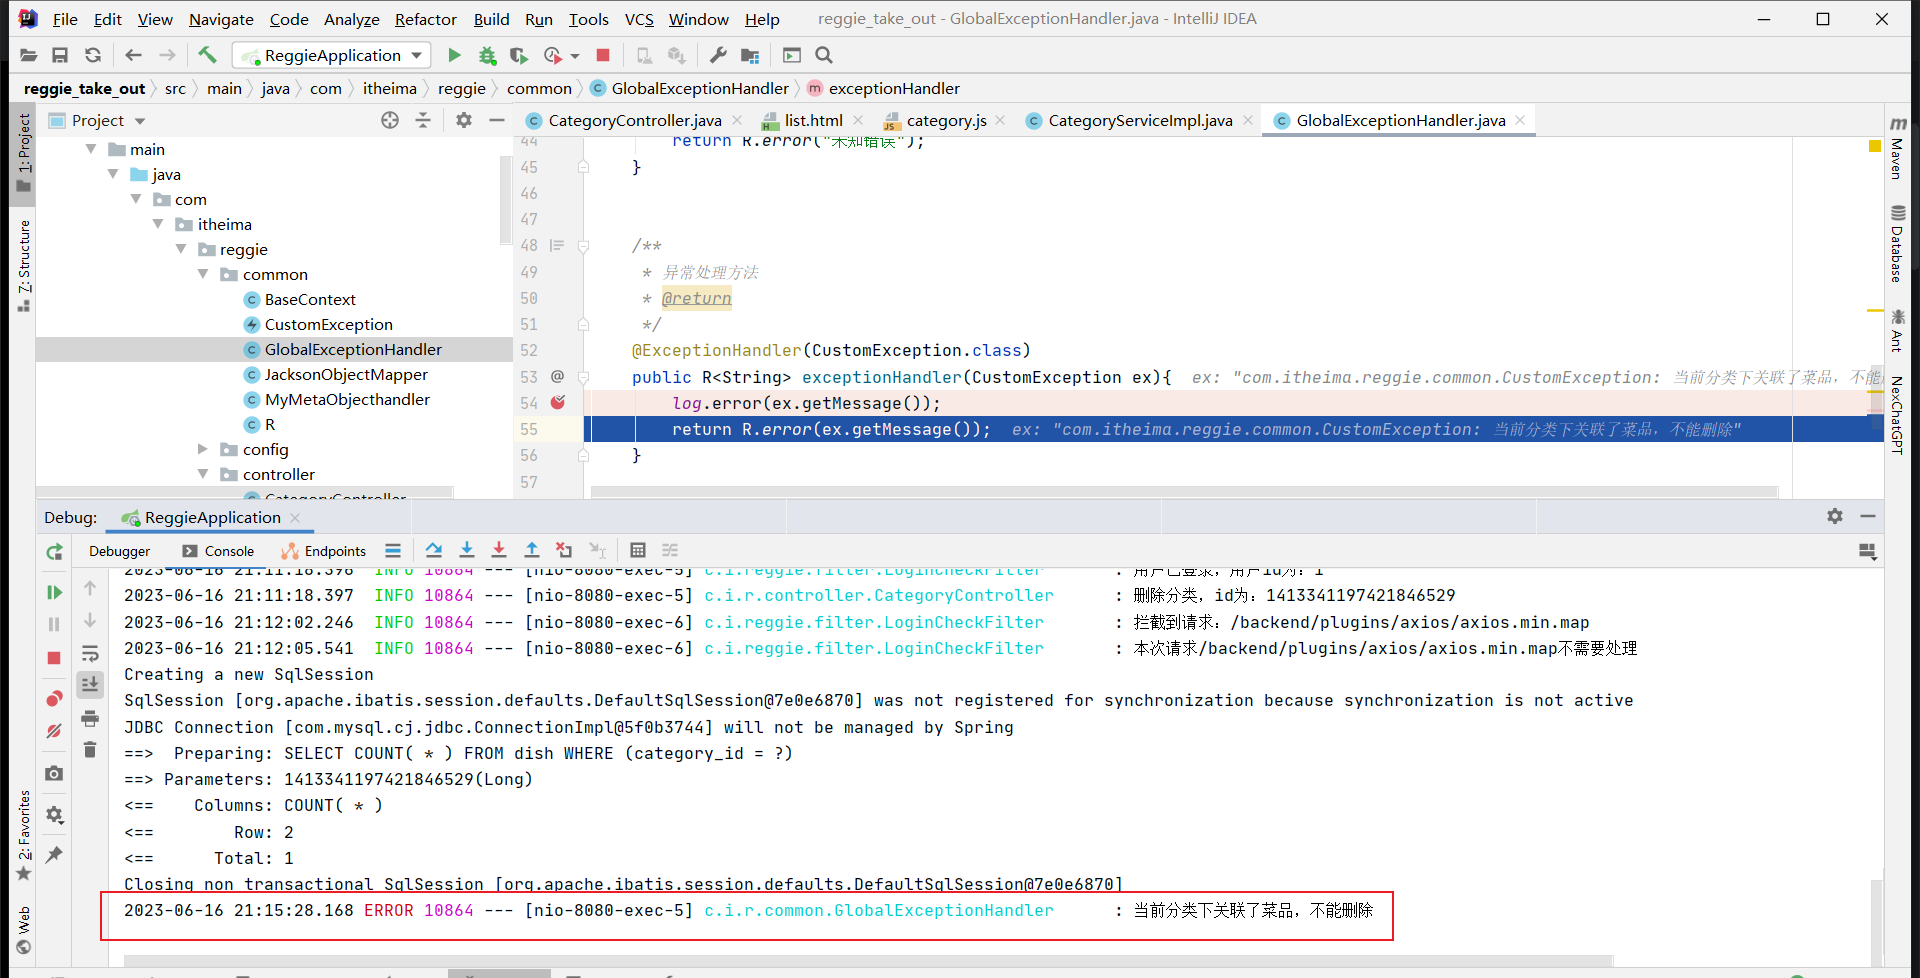 File Edit View Navigate Code Analyze Refactor Build Run Tools VCS Window Help reggie_take_out - GlobalExceptionHandler.java - IntelliJ IDEA
ReggieApplication
reggie_take_out src main java com itheima reggie common GlobalExceptionHandler exceptionHandler
Project
CategoryController.java list.html category.js CategoryServiceImpl.java GlobalExceptionHandler.java
1: Project
Z: Structure
2: Favorites
Web
main
java
com
itheima
reggie
common
BaseContext
CustomException
GlobalExceptionHandler
JacksonObjectMapper
MyMetaObjecthandler
R
config
controller
CategoryController
44 return R.error("未知错误");
45 }
46
47
48 /**
49 * 异常处理方法
50 * @return
51 */
52 @ExceptionHandler(CustomException.class)
53 public R<String> exceptionHandler(CustomException ex){ ex: "com.itheima.reggie.common.CustomException: 当前分类下关联了菜品，不能
54 log.error(ex.getMessage());
55 return R.error(ex.getMessage()); ex: "com.itheima.reggie.common.CustomException: 当前分类下关联了菜品，不能删除"
56 }
57
Maven
Database
Ant
NexChatGPT
Debug: ReggieApplication
Debugger Console Endpoints
2023-06-16 21:11:18.396 INFO 10864 --- [nio-8080-exec-5] c.i.reggie.filter.LoginCheckFilter : 用户已登录，用户id为：1
2023-06-16 21:11:18.397 INFO 10864 --- [nio-8080-exec-5] c.i.r.controller.CategoryController : 删除分类，id为：1413341197421846529
2023-06-16 21:12:02.246 INFO 10864 --- [nio-8080-exec-6] c.i.reggie.filter.LoginCheckFilter : 拦截到请求：/backend/plugins/axios/axios.min.map
2023-06-16 21:12:05.541 INFO 10864 --- [nio-8080-exec-6] c.i.reggie.filter.LoginCheckFilter : 本次请求/backend/plugins/axios/axios.min.map不需要处理
Creating a new SqlSession
SqlSession [org.apache.ibatis.session.defaults.DefaultSqlSession@7e0e6870] was not registered for synchronization because synchronization is not active
JDBC Connection [com.mysql.cj.jdbc.ConnectionImpl@5f0b3744] will not be managed by Spring
==> Preparing: SELECT COUNT( * ) FROM dish WHERE (category_id = ?)
==> Parameters: 1413341197421846529(Long)
<== Columns: COUNT( * )
<== Row: 2
<== Total: 1
Closing non transactional SqlSession [org.apache.ibatis.session.defaults.DefaultSqlSession@7e0e6870]
2023-06-16 21:15:28.168 ERROR 10864 --- [nio-8080-exec-5] c.i.r.common.GlobalExceptionHandler : 当前分类下关联了菜品，不能删除